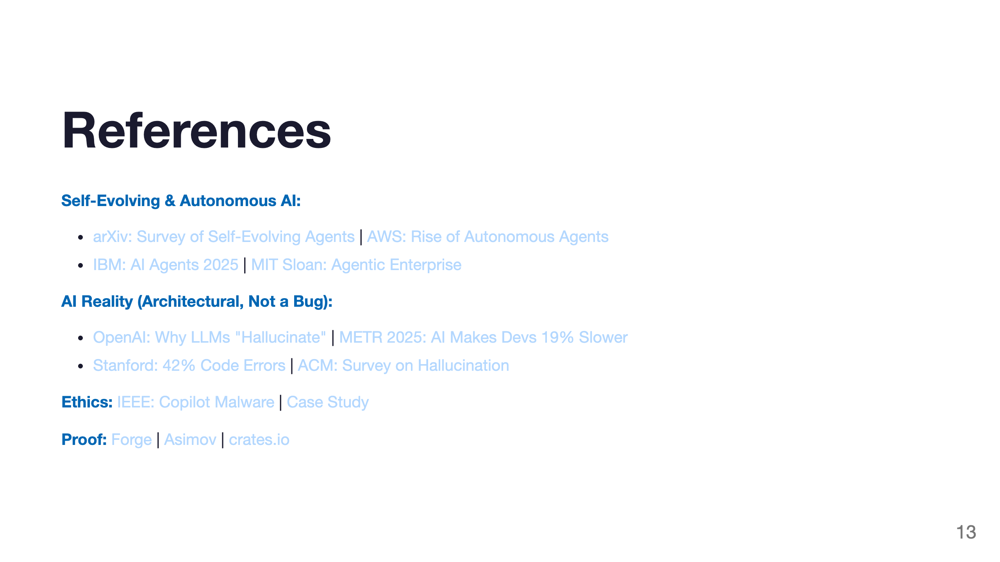 References
Self-Evolving & Autonomous AI:
• arXiv: Survey of Self-Evolving Agents | AWS: Rise of Autonomous Agents
• IBM: AI Agents 2025 | MIT Sloan: Agentic Enterprise
AI Reality (Architectural, Not a Bug):
• OpenAI: Why LLMs "Hallucinate" | METR 2025: AI Makes Devs 19% Slower
• Stanford: 42% Code Errors | ACM: Survey on Hallucination
Ethics: IEEE: Copilot Malware | Case Study
Proof: Forge | Asimov | crates.io
13